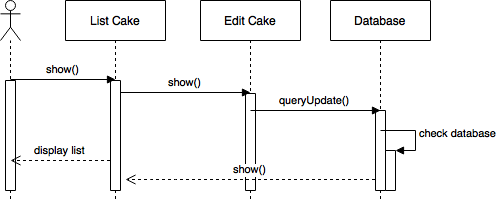 List Cake
Edit Cake
Database
show()
show()
queryUpdate()
check database
display list
show()